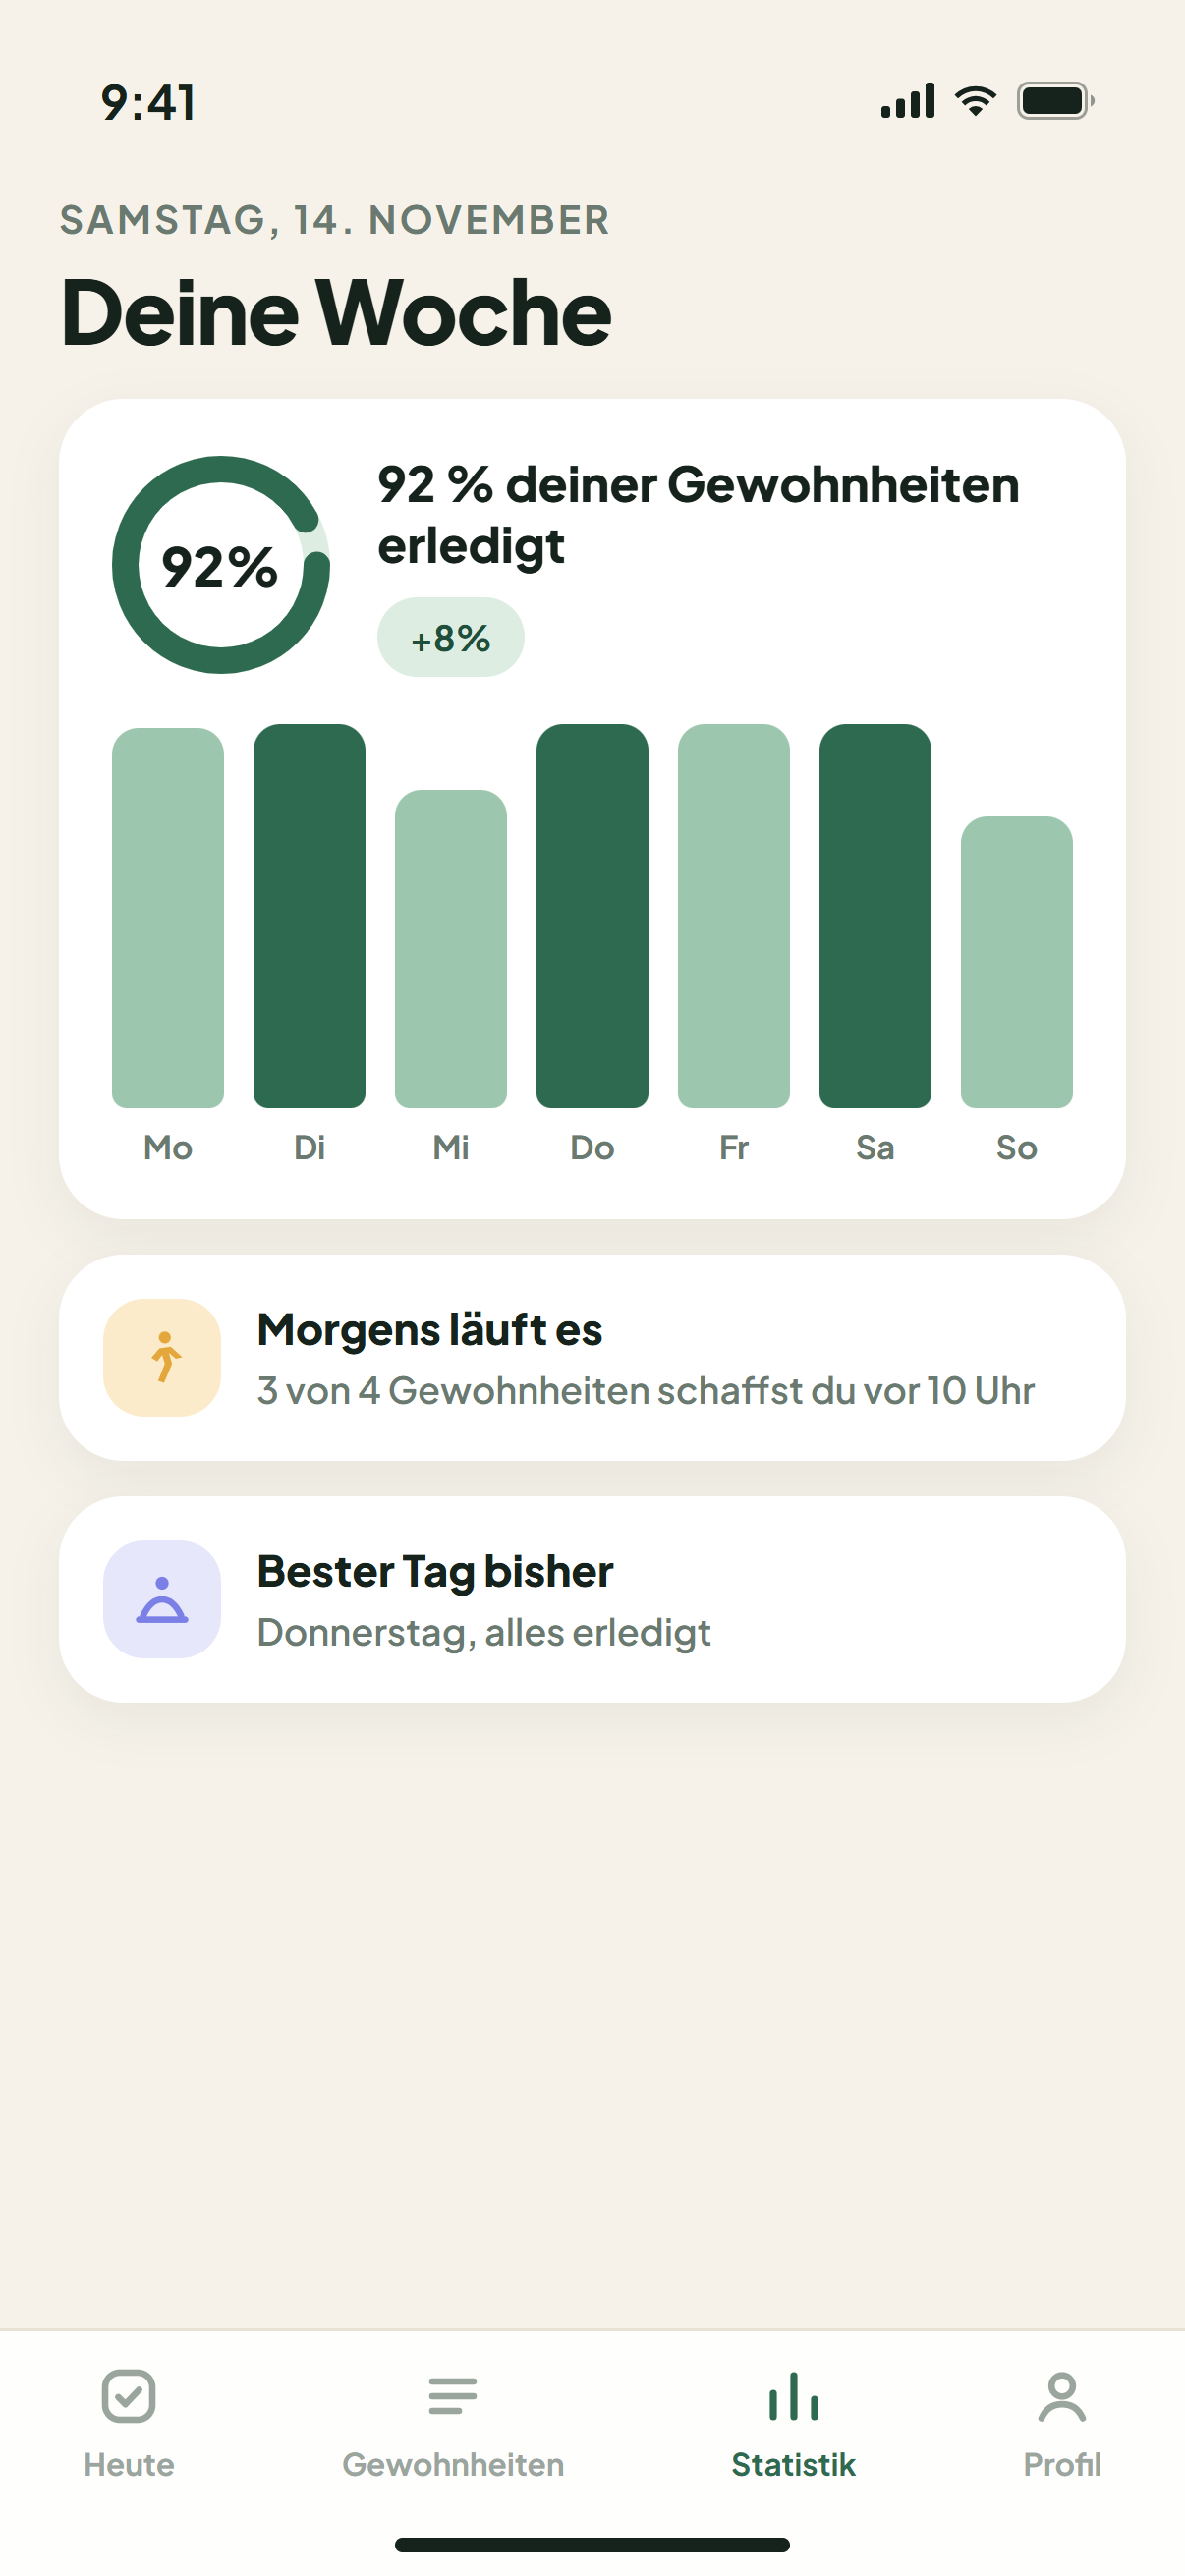 9:41
SAMSTAG, 14. NOVEMBER
Deine Woche
92%
92 % deiner Gewohnheiten
erledigt
+8%
Mo Di Mi Do Fr Sa So
Morgens läuft es
3 von 4 Gewohnheiten schaffst du vor 10 Uhr
Bester Tag bisher
Donnerstag, alles erledigt
Heute Gewohnheiten Statistik Profil